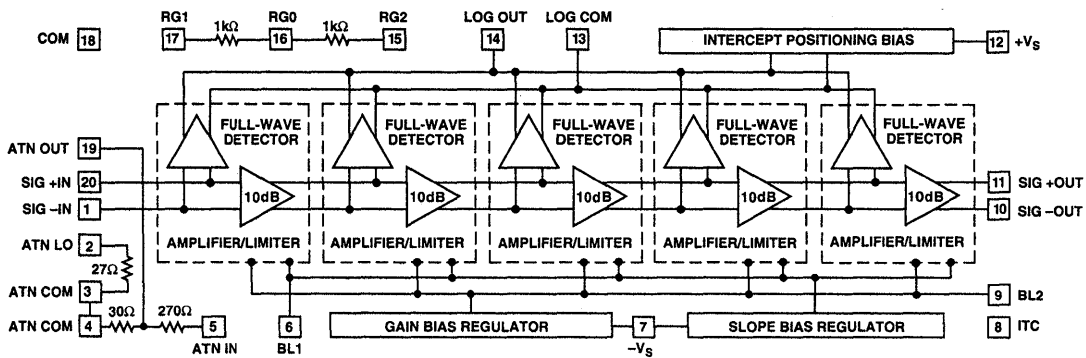 RG1 RG0 RG2 LOG OUT LOG COM
1kΩ 1kΩ
COM 18 17 16 15 14 13 INTERCEPT POSITIONING BIAS 12 +VS
FULL-WAVE DETECTOR
FULL-WAVE DETECTOR
FULL-WAVE DETECTOR
FULL-WAVE DETECTOR
FULL-WAVE DETECTOR
ATN OUT 19
SIG +IN 20
SIG –IN 1
10dB 10dB 10dB 10dB 10dB
11 SIG +OUT
10 SIG –OUT
AMPLIFIER/LIMITER AMPLIFIER/LIMITER AMPLIFIER/LIMITER AMPLIFIER/LIMITER AMPLIFIER/LIMITER
ATN LO 2
27Ω
ATN COM 3
9 BL2
30Ω 270Ω
ATN COM 4 5 6 GAIN BIAS REGULATOR 7 SLOPE BIAS REGULATOR 8 ITC
ATN IN BL1 –VS